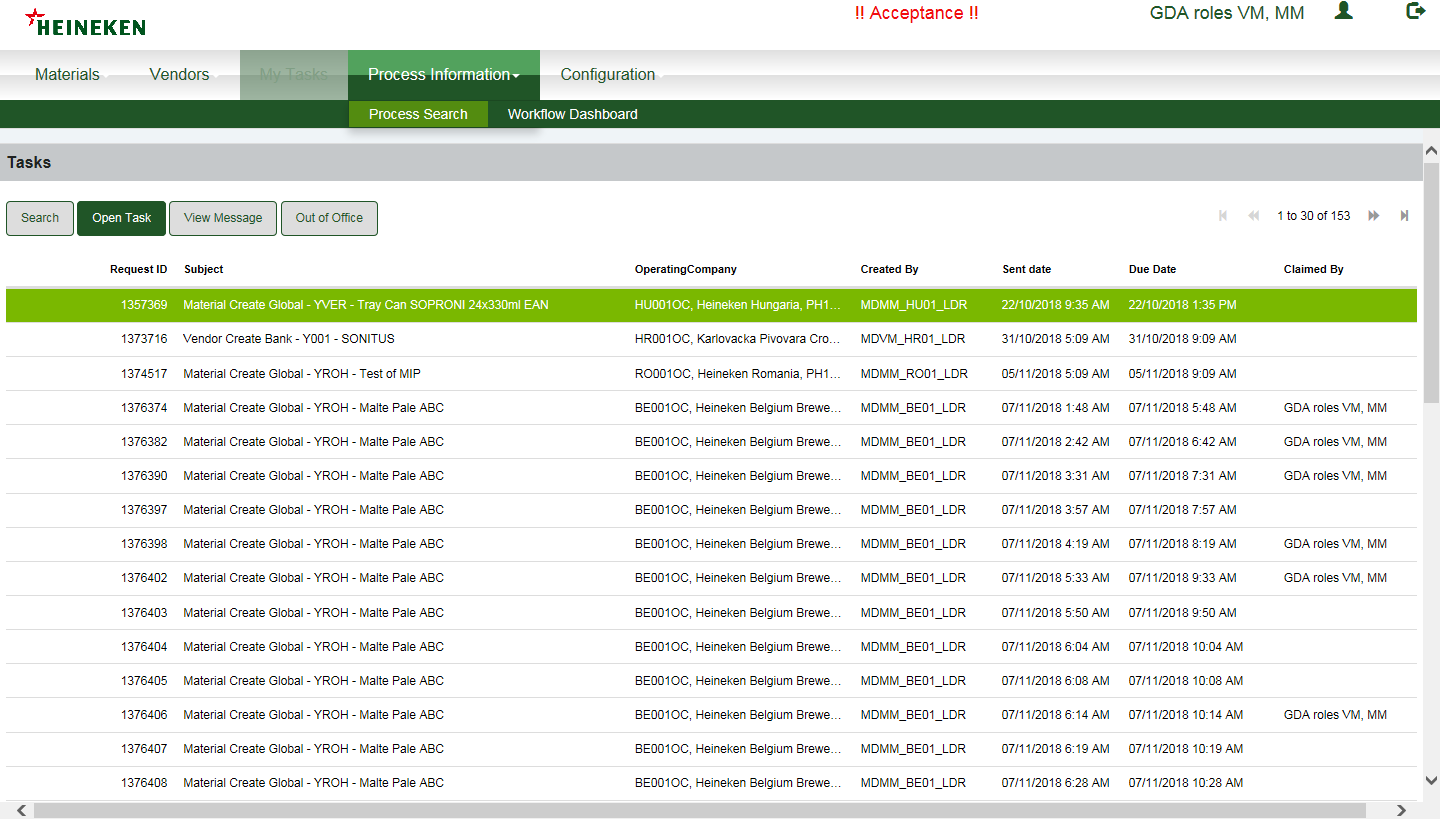 HEINEKEN !! Acceptance !! GDA roles VM, MM
Materials Vendors My Tasks Process Information Configuration
Process Search Workflow Dashboard
Tasks
Search Open Task View Message Out of Office 1 to 30 of 153
Request ID Subject OperatingCompany Created By Sent date Due Date Claimed By
1357369 Material Create Global - YVER - Tray Can SOPRONI 24x330ml EAN HU001OC, Heineken Hungaria, PH1... MDMM_HU01_LDR 22/10/2018 9:35 AM 22/10/2018 1:35 PM
1373716 Vendor Create Bank - Y001 - SONITUS HR001OC, Karlovacka Pivovara Cro... MDVM_HR01_LDR 31/10/2018 5:09 AM 31/10/2018 9:09 AM
1374517 Material Create Global - YROH - Test of MIP RO001OC, Heineken Romania, PH1... MDMM_RO01_LDR 05/11/2018 5:09 AM 05/11/2018 9:09 AM
1376374 Material Create Global - YROH - Malte Pale ABC BE001OC, Heineken Belgium Brewe... MDMM_BE01_LDR 07/11/2018 1:48 AM 07/11/2018 5:48 AM GDA roles VM, MM
1376382 Material Create Global - YROH - Malte Pale ABC BE001OC, Heineken Belgium Brewe... MDMM_BE01_LDR 07/11/2018 2:42 AM 07/11/2018 6:42 AM GDA roles VM, MM
1376390 Material Create Global - YROH - Malte Pale ABC BE001OC, Heineken Belgium Brewe... MDMM_BE01_LDR 07/11/2018 3:31 AM 07/11/2018 7:31 AM GDA roles VM, MM
1376397 Material Create Global - YROH - Malte Pale ABC BE001OC, Heineken Belgium Brewe... MDMM_BE01_LDR 07/11/2018 3:57 AM 07/11/2018 7:57 AM
1376398 Material Create Global - YROH - Malte Pale ABC BE001OC, Heineken Belgium Brewe... MDMM_BE01_LDR 07/11/2018 4:19 AM 07/11/2018 8:19 AM GDA roles VM, MM
1376402 Material Create Global - YROH - Malte Pale ABC BE001OC, Heineken Belgium Brewe... MDMM_BE01_LDR 07/11/2018 5:33 AM 07/11/2018 9:33 AM GDA roles VM, MM
1376403 Material Create Global - YROH - Malte Pale ABC BE001OC, Heineken Belgium Brewe... MDMM_BE01_LDR 07/11/2018 5:50 AM 07/11/2018 9:50 AM
1376404 Material Create Global - YROH - Malte Pale ABC BE001OC, Heineken Belgium Brewe... MDMM_BE01_LDR 07/11/2018 6:04 AM 07/11/2018 10:04 AM
1376405 Material Create Global - YROH - Malte Pale ABC BE001OC, Heineken Belgium Brewe... MDMM_BE01_LDR 07/11/2018 6:08 AM 07/11/2018 10:08 AM
1376406 Material Create Global - YROH - Malte Pale ABC BE001OC, Heineken Belgium Brewe... MDMM_BE01_LDR 07/11/2018 6:14 AM 07/11/2018 10:14 AM GDA roles VM, MM
1376407 Material Create Global - YROH - Malte Pale ABC BE001OC, Heineken Belgium Brewe... MDMM_BE01_LDR 07/11/2018 6:19 AM 07/11/2018 10:19 AM
1376408 Material Create Global - YROH - Malte Pale ABC BE001OC, Heineken Belgium Brewe... MDMM_BE01_LDR 07/11/2018 6:28 AM 07/11/2018 10:28 AM